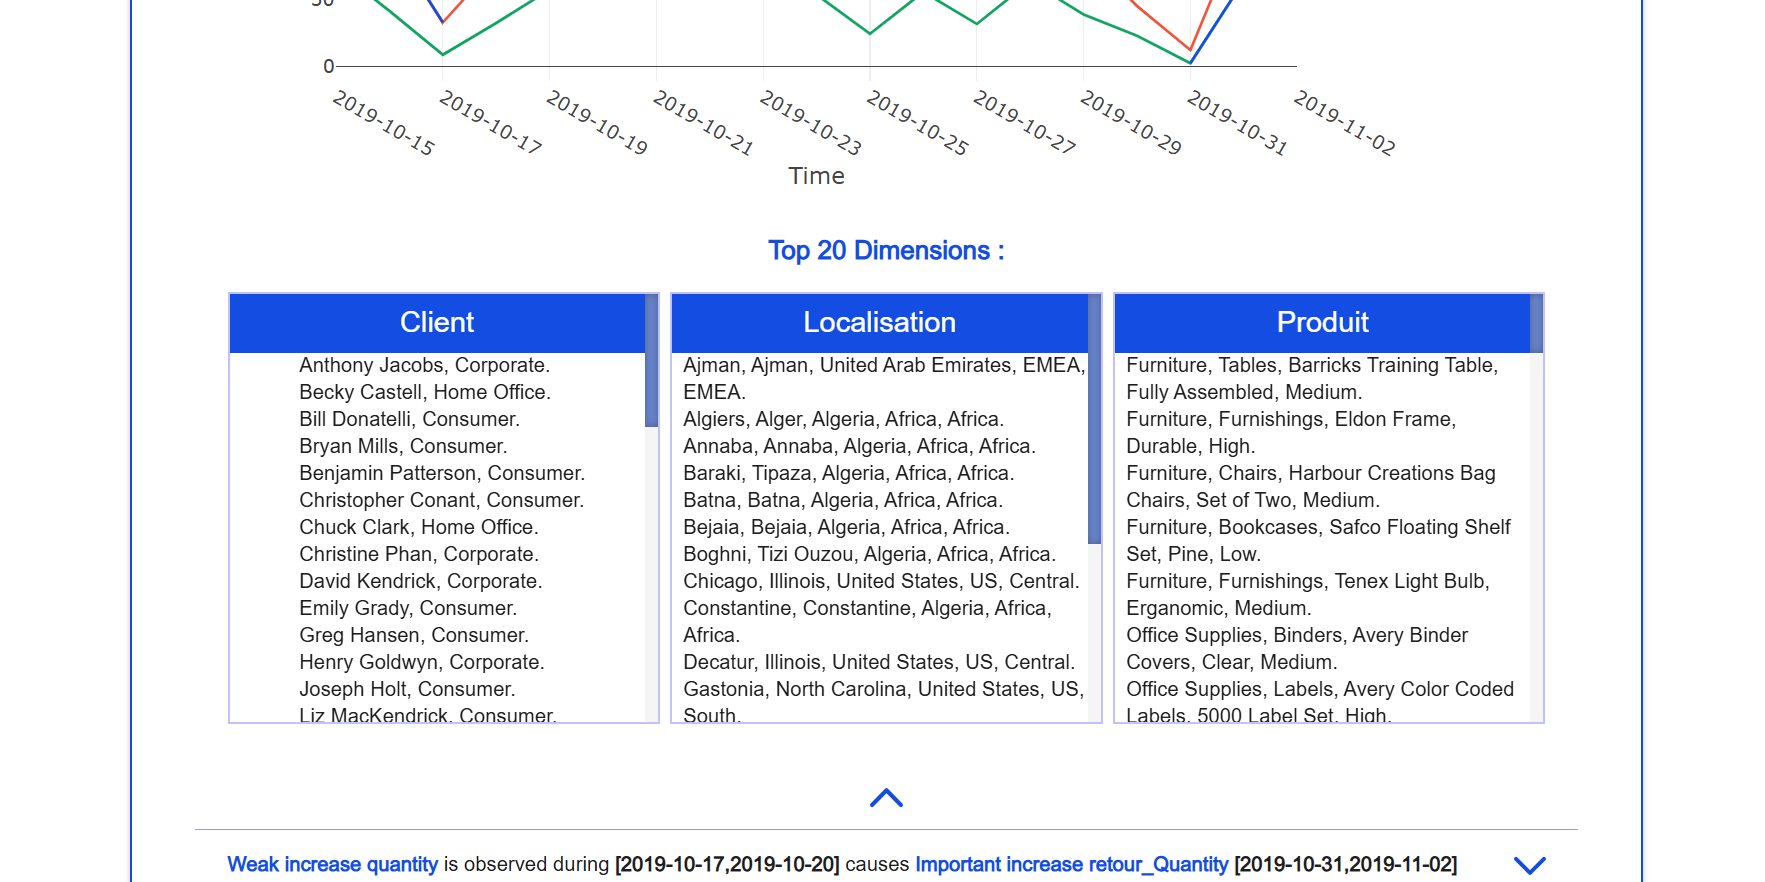 0
2019-10-15
2019-10-17
2019-10-19
2019-10-21
2019-10-23
2019-10-25
2019-10-27
2019-10-29
2019-10-31
2019-11-02
Time
Top 20 Dimensions :
Client
Anthony Jacobs, Corporate.
Becky Castell, Home Office.
Bill Donatelli, Consumer.
Bryan Mills, Consumer.
Benjamin Patterson, Consumer.
Christopher Conant, Consumer.
Chuck Clark, Home Office.
Christine Phan, Corporate.
David Kendrick, Corporate.
Emily Grady, Consumer.
Greg Hansen, Consumer.
Henry Goldwyn, Corporate.
Joseph Holt, Consumer.
Liz MacKendrick, Consumer.
Localisation
Ajman, Ajman, United Arab Emirates, EMEA,
EMEA.
Algiers, Alger, Algeria, Africa, Africa.
Annaba, Annaba, Algeria, Africa, Africa.
Baraki, Tipaza, Algeria, Africa, Africa.
Batna, Batna, Algeria, Africa, Africa.
Bejaia, Bejaia, Algeria, Africa, Africa.
Boghni, Tizi Ouzou, Algeria, Africa, Africa.
Chicago, Illinois, United States, US, Central.
Constantine, Constantine, Algeria, Africa,
Africa.
Decatur, Illinois, United States, US, Central.
Gastonia, North Carolina, United States, US,
South.
Produit
Furniture, Tables, Barricks Training Table,
Fully Assembled, Medium.
Furniture, Furnishings, Eldon Frame,
Durable, High.
Furniture, Chairs, Harbour Creations Bag
Chairs, Set of Two, Medium.
Furniture, Bookcases, Safco Floating Shelf
Set, Pine, Low.
Furniture, Furnishings, Tenex Light Bulb,
Erganomic, Medium.
Office Supplies, Binders, Avery Binder
Covers, Clear, Medium.
Office Supplies, Labels, Avery Color Coded
Labels, 5000 Label Set, High.
Weak increase quantity is observed during [2019-10-17,2019-10-20] causes Important increase retour_Quantity [2019-10-31,2019-11-02]